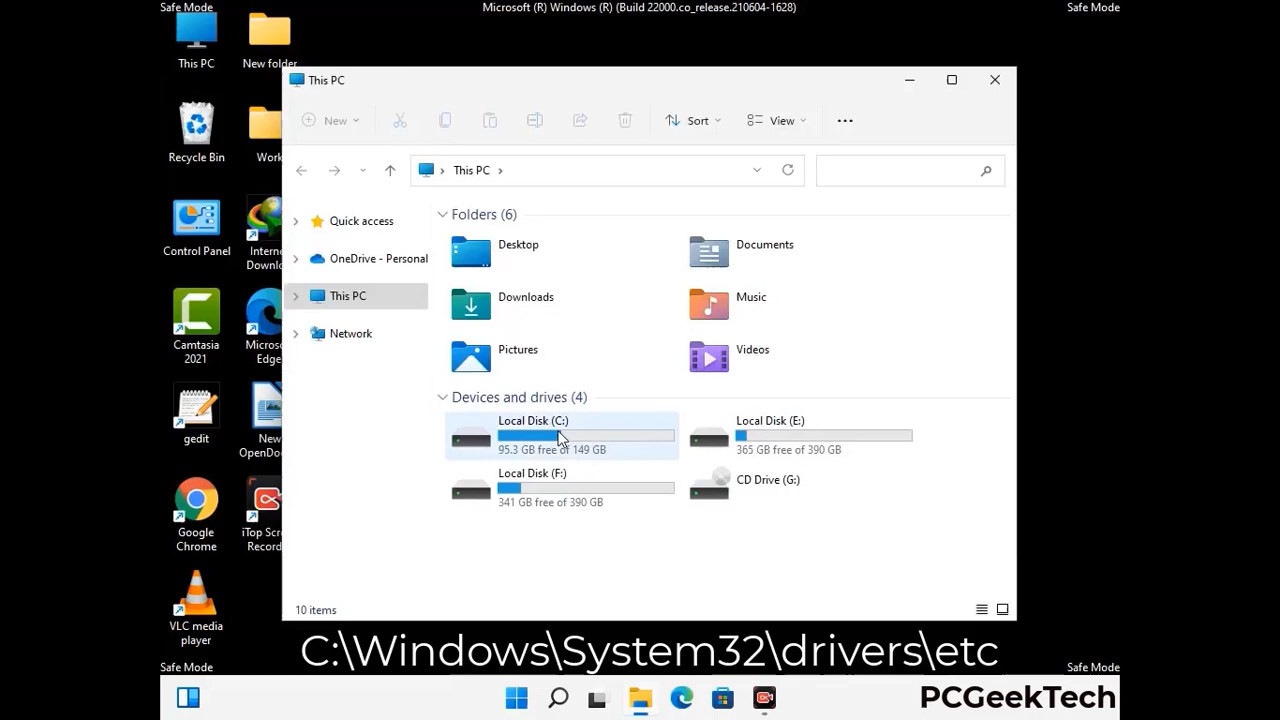 Safe Mode
Microsoft (R) Windows (R) (Build 22000.co_release.210604-1628)
Safe Mode
This PC
New folder
Recycle Bin
Work
Control Panel
Interne
Downlo
Camtasia
2021
Micros
Edge
gedit
New
OpenDo
Google
Chrome
iTop Scr
Record
VLC media
player
This PC
New
Sort
View
This PC
Quick access
OneDrive - Personal
This PC
Network
Folders (6)
Desktop
Documents
Downloads
Music
Pictures
Videos
Devices and drives (4)
Local Disk (C:)
95.3 GB free of 149 GB
Local Disk (E:)
365 GB free of 390 GB
Local Disk (F:)
341 GB free of 390 GB
CD Drive (G:)
10 items
C:\Windows\System32\drivers\etc
Safe Mode
Safe Mode
PCGeekTech